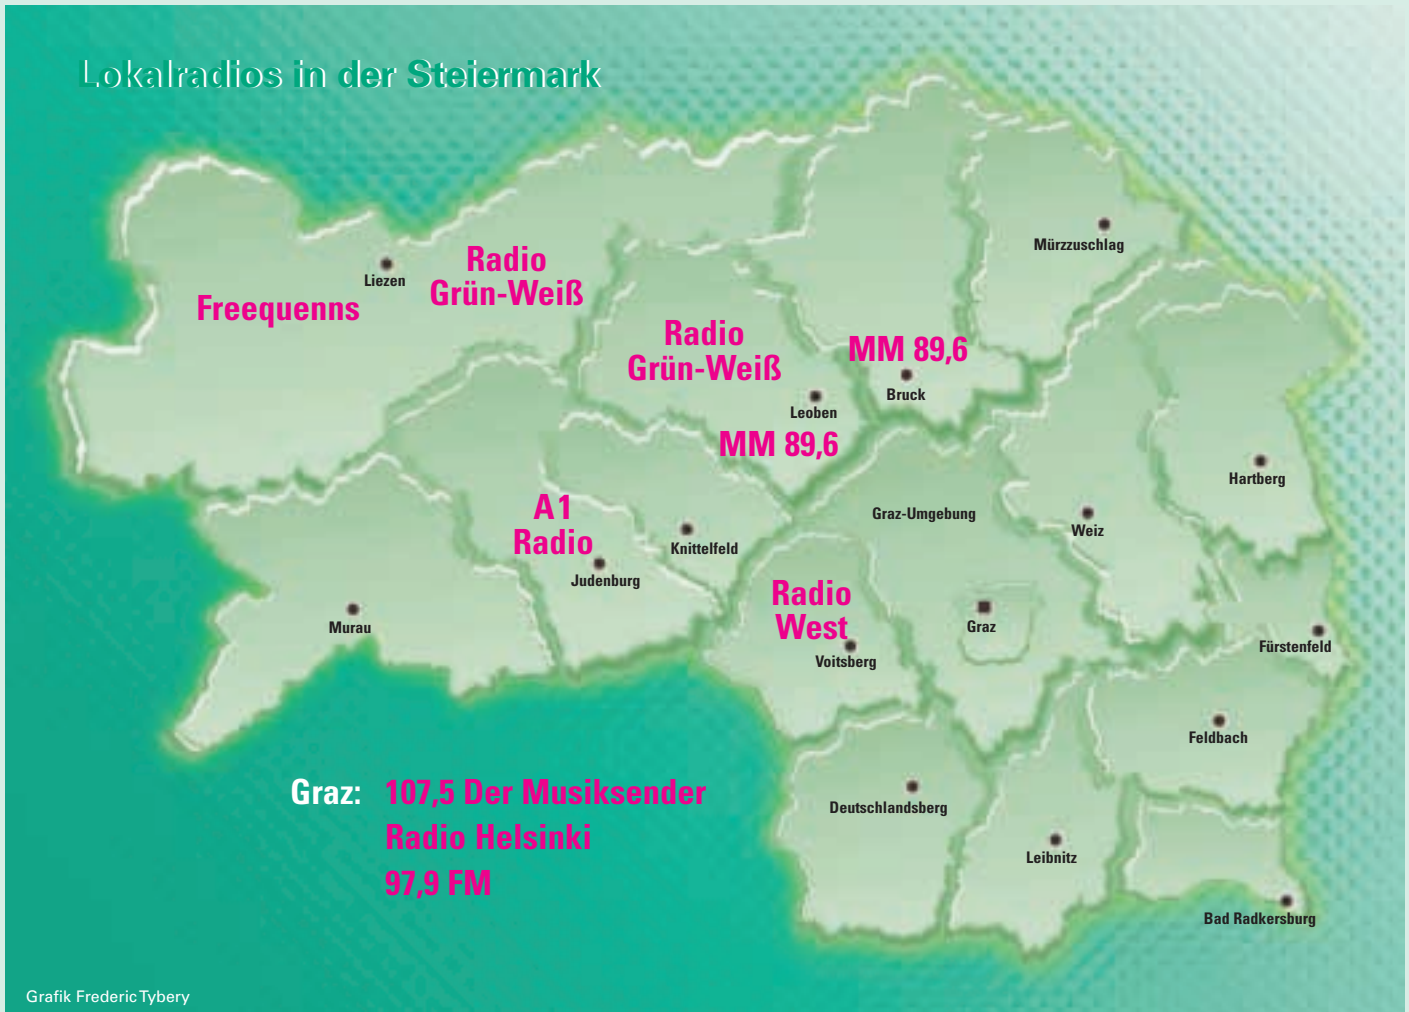 Lokalradios in der Steiermark
Mürzzuschlag
Radio
Grün-Weiß
Liezen
Freequenns
Radio
Grün-Weiß
MM 89,6
Bruck
Leoben
MM 89,6
Hartberg
A1
Radio
Graz-Umgebung
Weiz
Knittelfeld
Judenburg
Radio
West
Murau
Graz
Voitsberg
Fürstenfeld
Feldbach
Graz: 107,5 Der Musiksender
Radio Helsinki
97,9 FM
Deutschlandsberg
Leibnitz
Bad Radkersburg
Grafik Frederic Tybery